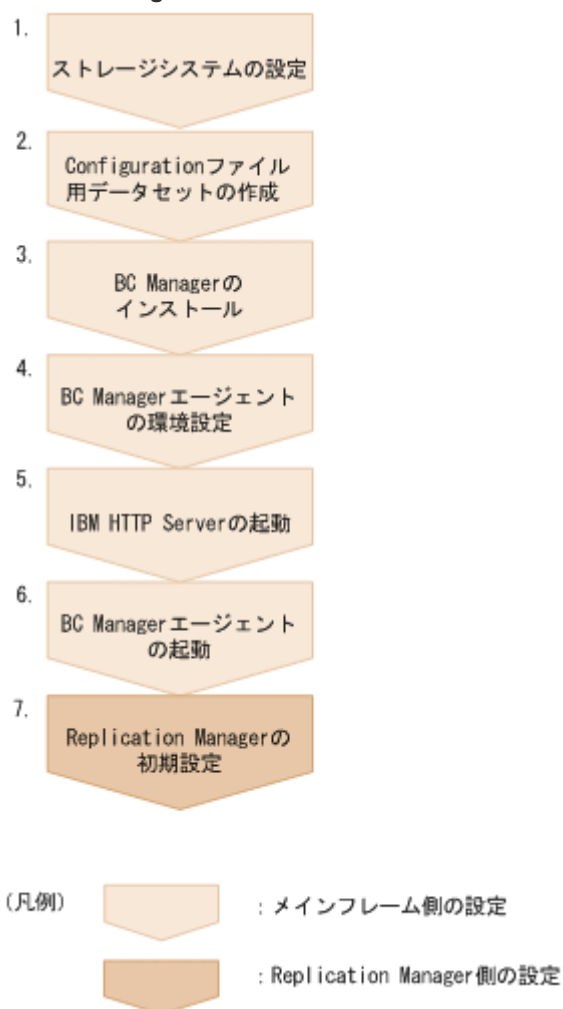 1.
ストレージシステムの設定
2.
Configurationファイル
用データセットの作成
3.
BC Managerの
インストール
4.
BC Managerエージェント
の環境設定
5.
IBM HTTP Serverの起動
6.
BC Managerエージェント
の起動
7.
Replication Managerの
初期設定
(凡例)
:メインフレーム側の設定
:Replication Manager側の設定